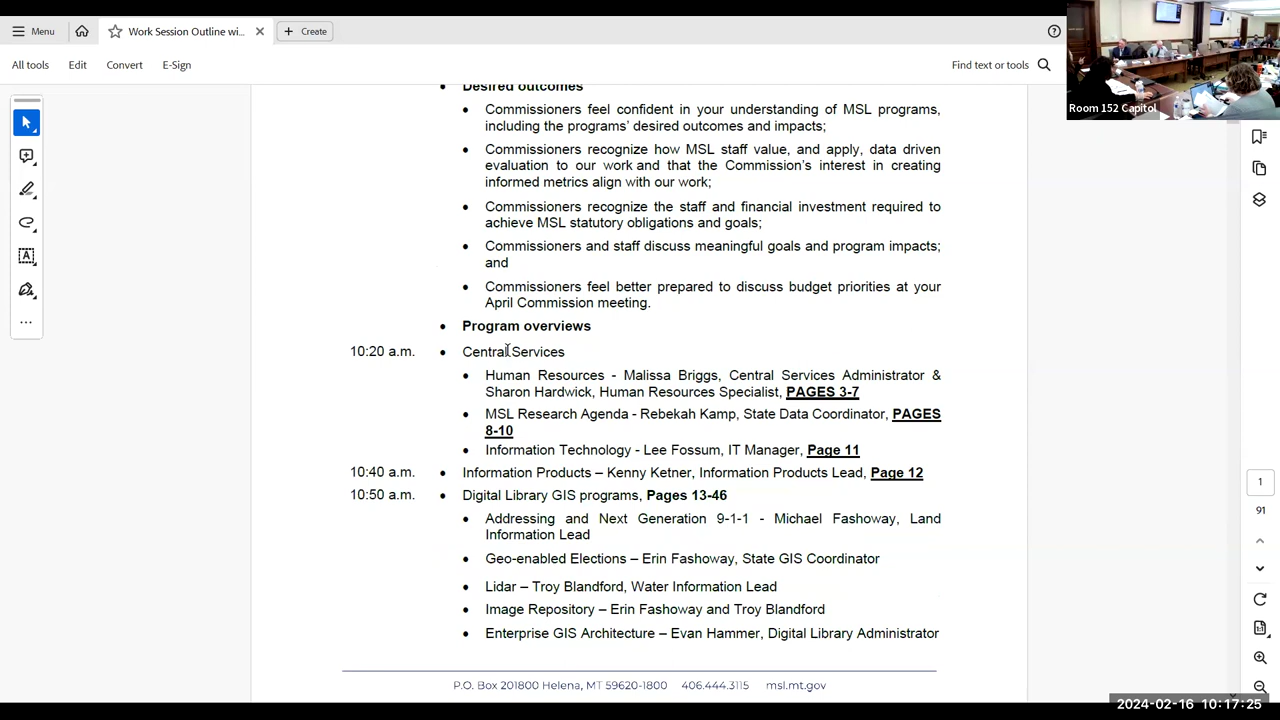 Menu
Work Session Outline wi...
Create
All tools
Edit
Convert
E-Sign
Find text or tools
Room 152 Capitol
• Desired outcomes
• Commissioners feel confident in your understanding of MSL programs,
including the programs' desired outcomes and impacts;
• Commissioners recognize how MSL staff value, and apply, data driven
evaluation to our work and that the Commission's interest in creating
informed metrics align with our work;
• Commissioners recognize the staff and financial investment required to
achieve MSL statutory obligations and goals;
• Commissioners and staff discuss meaningful goals and program impacts;
and
• Commissioners feel better prepared to discuss budget priorities at your
April Commission meeting.
• Program overviews
10:20 a.m. • Central Services
• Human Resources - Malissa Briggs, Central Services Administrator &
Sharon Hardwick, Human Resources Specialist, PAGES 3-7
• MSL Research Agenda - Rebekah Kamp, State Data Coordinator, PAGES
8-10
• Information Technology - Lee Fossum, IT Manager, Page 11
10:40 a.m. • Information Products – Kenny Ketner, Information Products Lead, Page 12
10:50 a.m. • Digital Library GIS programs, Pages 13-46
• Addressing and Next Generation 9-1-1 - Michael Fashoway, Land
Information Lead
• Geo-enabled Elections – Erin Fashoway, State GIS Coordinator
• Lidar – Troy Blandford, Water Information Lead
• Image Repository – Erin Fashoway and Troy Blandford
• Enterprise GIS Architecture – Evan Hammer, Digital Library Administrator
P.O. Box 201800 Helena, MT 59620-1800 406.444.3115 msl.mt.gov
1
91
2024-02-16 10:17:25